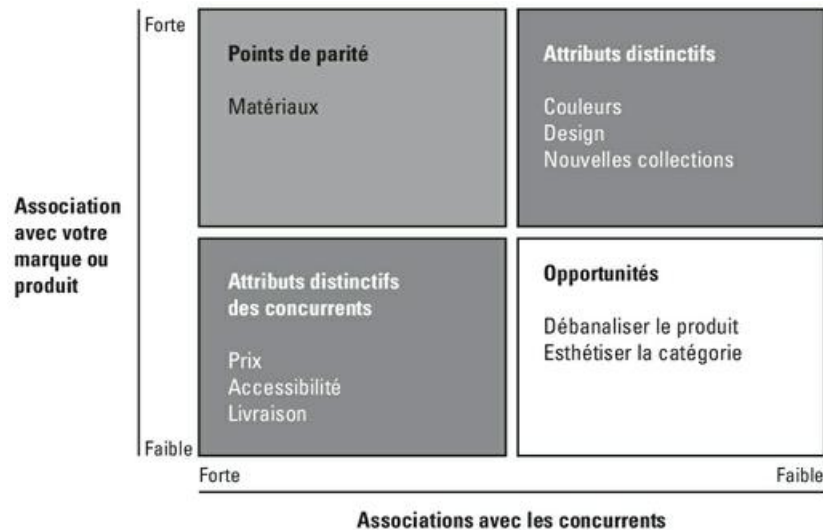 Forte
Points de parité
Matériaux
Attributs distinctifs
Couleurs
Design
Nouvelles collections
Association
avec votre
marque ou
produit
Attributs distinctifs
des concurrents
Prix
Accessibilité
Livraison
Opportunités
Débanaliser le produit
Esthétiser la catégorie
Faible
Forte
Faible
Associations avec les concurrents